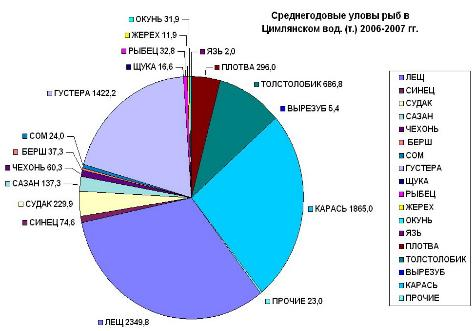 Среднегодовые уловы рыб в
Цимлянском вод. (т.) 2006-2007 гг.
ОКУНЬ 31,9
ЖЕРЕХ 11,9
РЫБЕЦ 32,8
ЯЗЬ 2,0
ЩУКА 16,6
ПЛОТВА 296,0
ГУСТЕРА 1422,2
ТОЛСТОЛОБИК 686,8
ВЫРЕЗУБ 5,4
СОМ 24,0
БЕРШ 37,3
ЧЕХОНЬ 60,3
САЗАН 137,3
СУДАК 229,9
КАРАСЬ 1865,0
СИНЕЦ 74,6
ПРОЧИЕ 23,0
ЛЕЩ 2349,8
ЛЕЩ
СИНЕЦ
СУДАК
САЗАН
ЧЕХОНЬ
БЕРШ
СОМ
ГУСТЕРА
ЩУКА
РЫБЕЦ
ЖЕРЕХ
ОКУНЬ
ЯЗЬ
ПЛОТВА
ТОЛСТОЛОБИК
ВЫРЕЗУБ
КАРАСЬ
ПРОЧИЕ